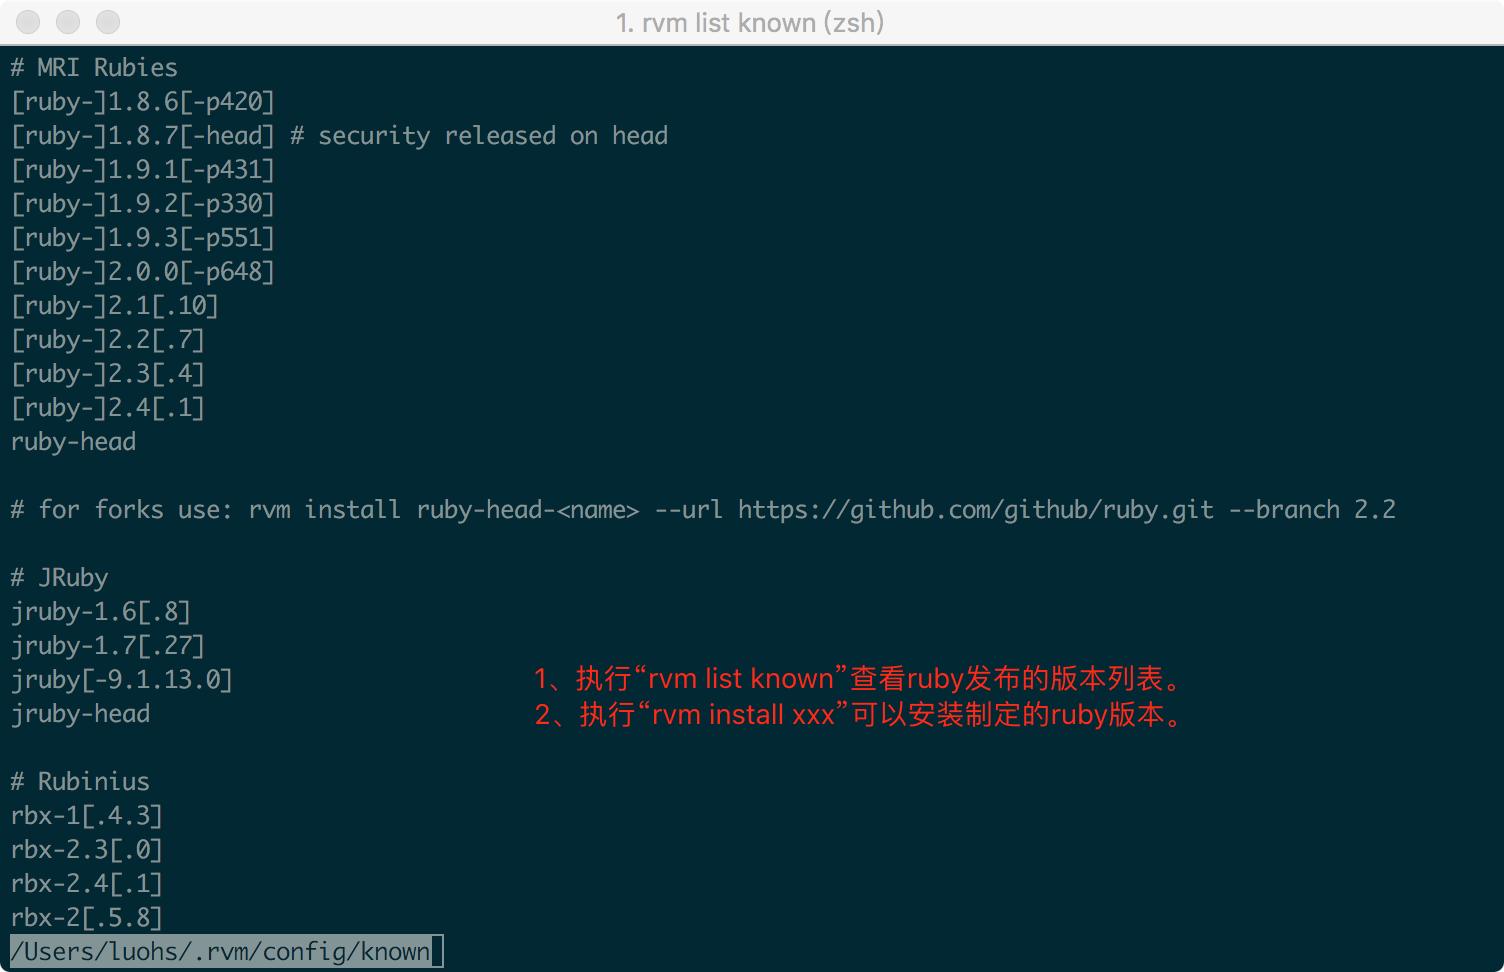 1. rvm list known (zsh)
# MRI Rubies
[ruby-]1.8.6[-p420]
[ruby-]1.8.7[-head] # security released on head
[ruby-]1.9.1[-p431]
[ruby-]1.9.2[-p330]
[ruby-]1.9.3[-p551]
[ruby-]2.0.0[-p648]
[ruby-]2.1[.10]
[ruby-]2.2[.7]
[ruby-]2.3[.4]
[ruby-]2.4[.1]
ruby-head
# for forks use: rvm install ruby-head-<name> --url https://github.com/github/ruby.git --branch 2.2
# JRuby
jruby-1.6[.8]
jruby-1.7[.27]
jruby[-9.1.13.0]
jruby-head
1、执行“rvm list known”查看ruby发布的版本列表。
2、执行“rvm install xxx”可以安装制定的ruby版本。
# Rubinius
rbx-1[.4.3]
rbx-2.3[.0]
rbx-2.4[.1]
rbx-2[.5.8]
/Users/luohs/.rvm/config/known